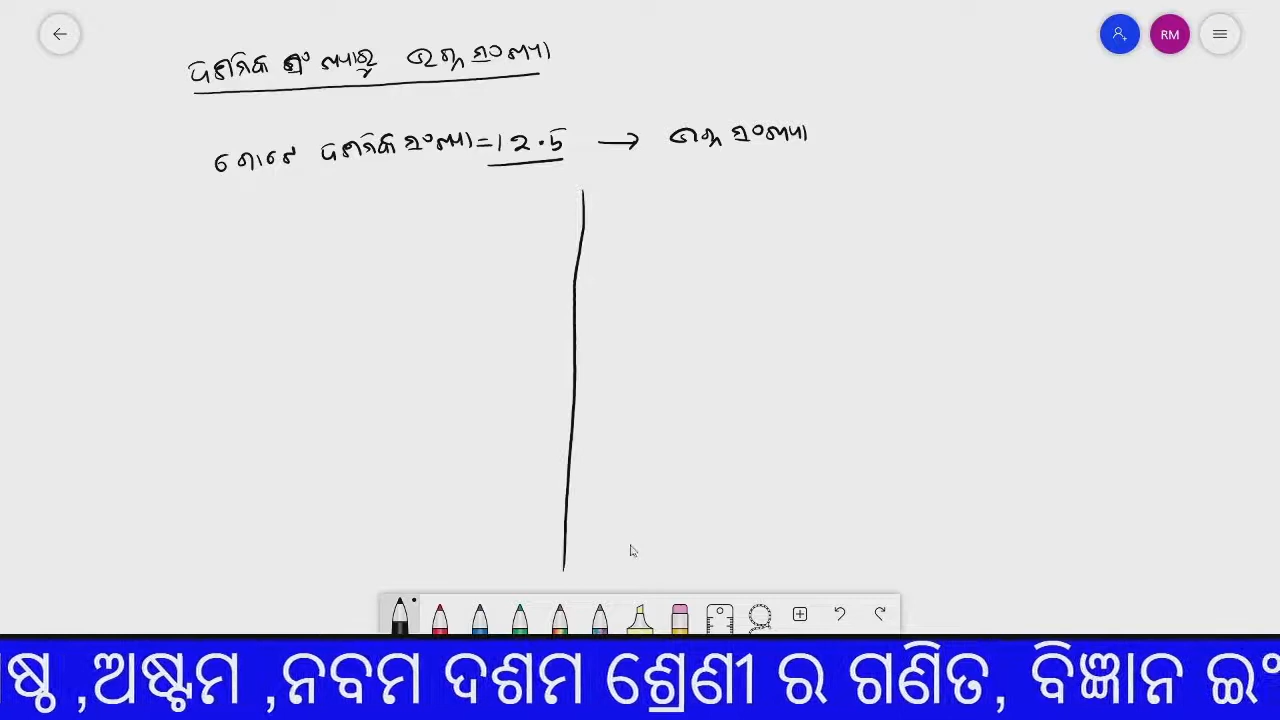 ଦଶମିକ ସଂଖ୍ୟାରୁ ଭଗ୍ନ ସଂଖ୍ୟା
ଦଶମିକ ସଂଖ୍ୟା = 12.5 → ଭଗ୍ନ ସଂଖ୍ୟା
RM
ଷ୍ଠ ,ଅଷ୍ଟମ ,ନବମ ଦଶମ ଶ୍ରେଣୀ ର ଗଣିତ, ବିଜ୍ଞାନ ଇଂ